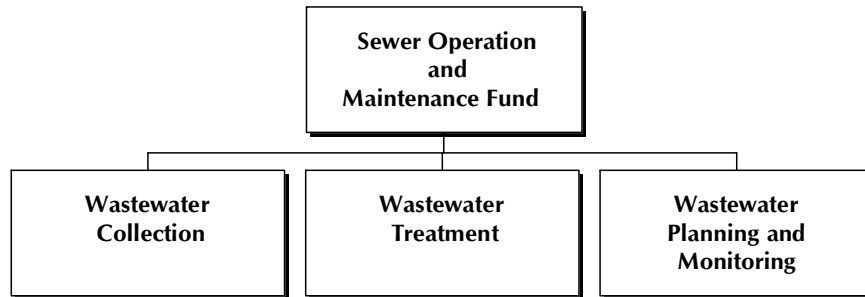 Sewer Operation
and
Maintenance Fund
Wastewater
Collection
Wastewater
Treatment
Wastewater
Planning and
Monitoring